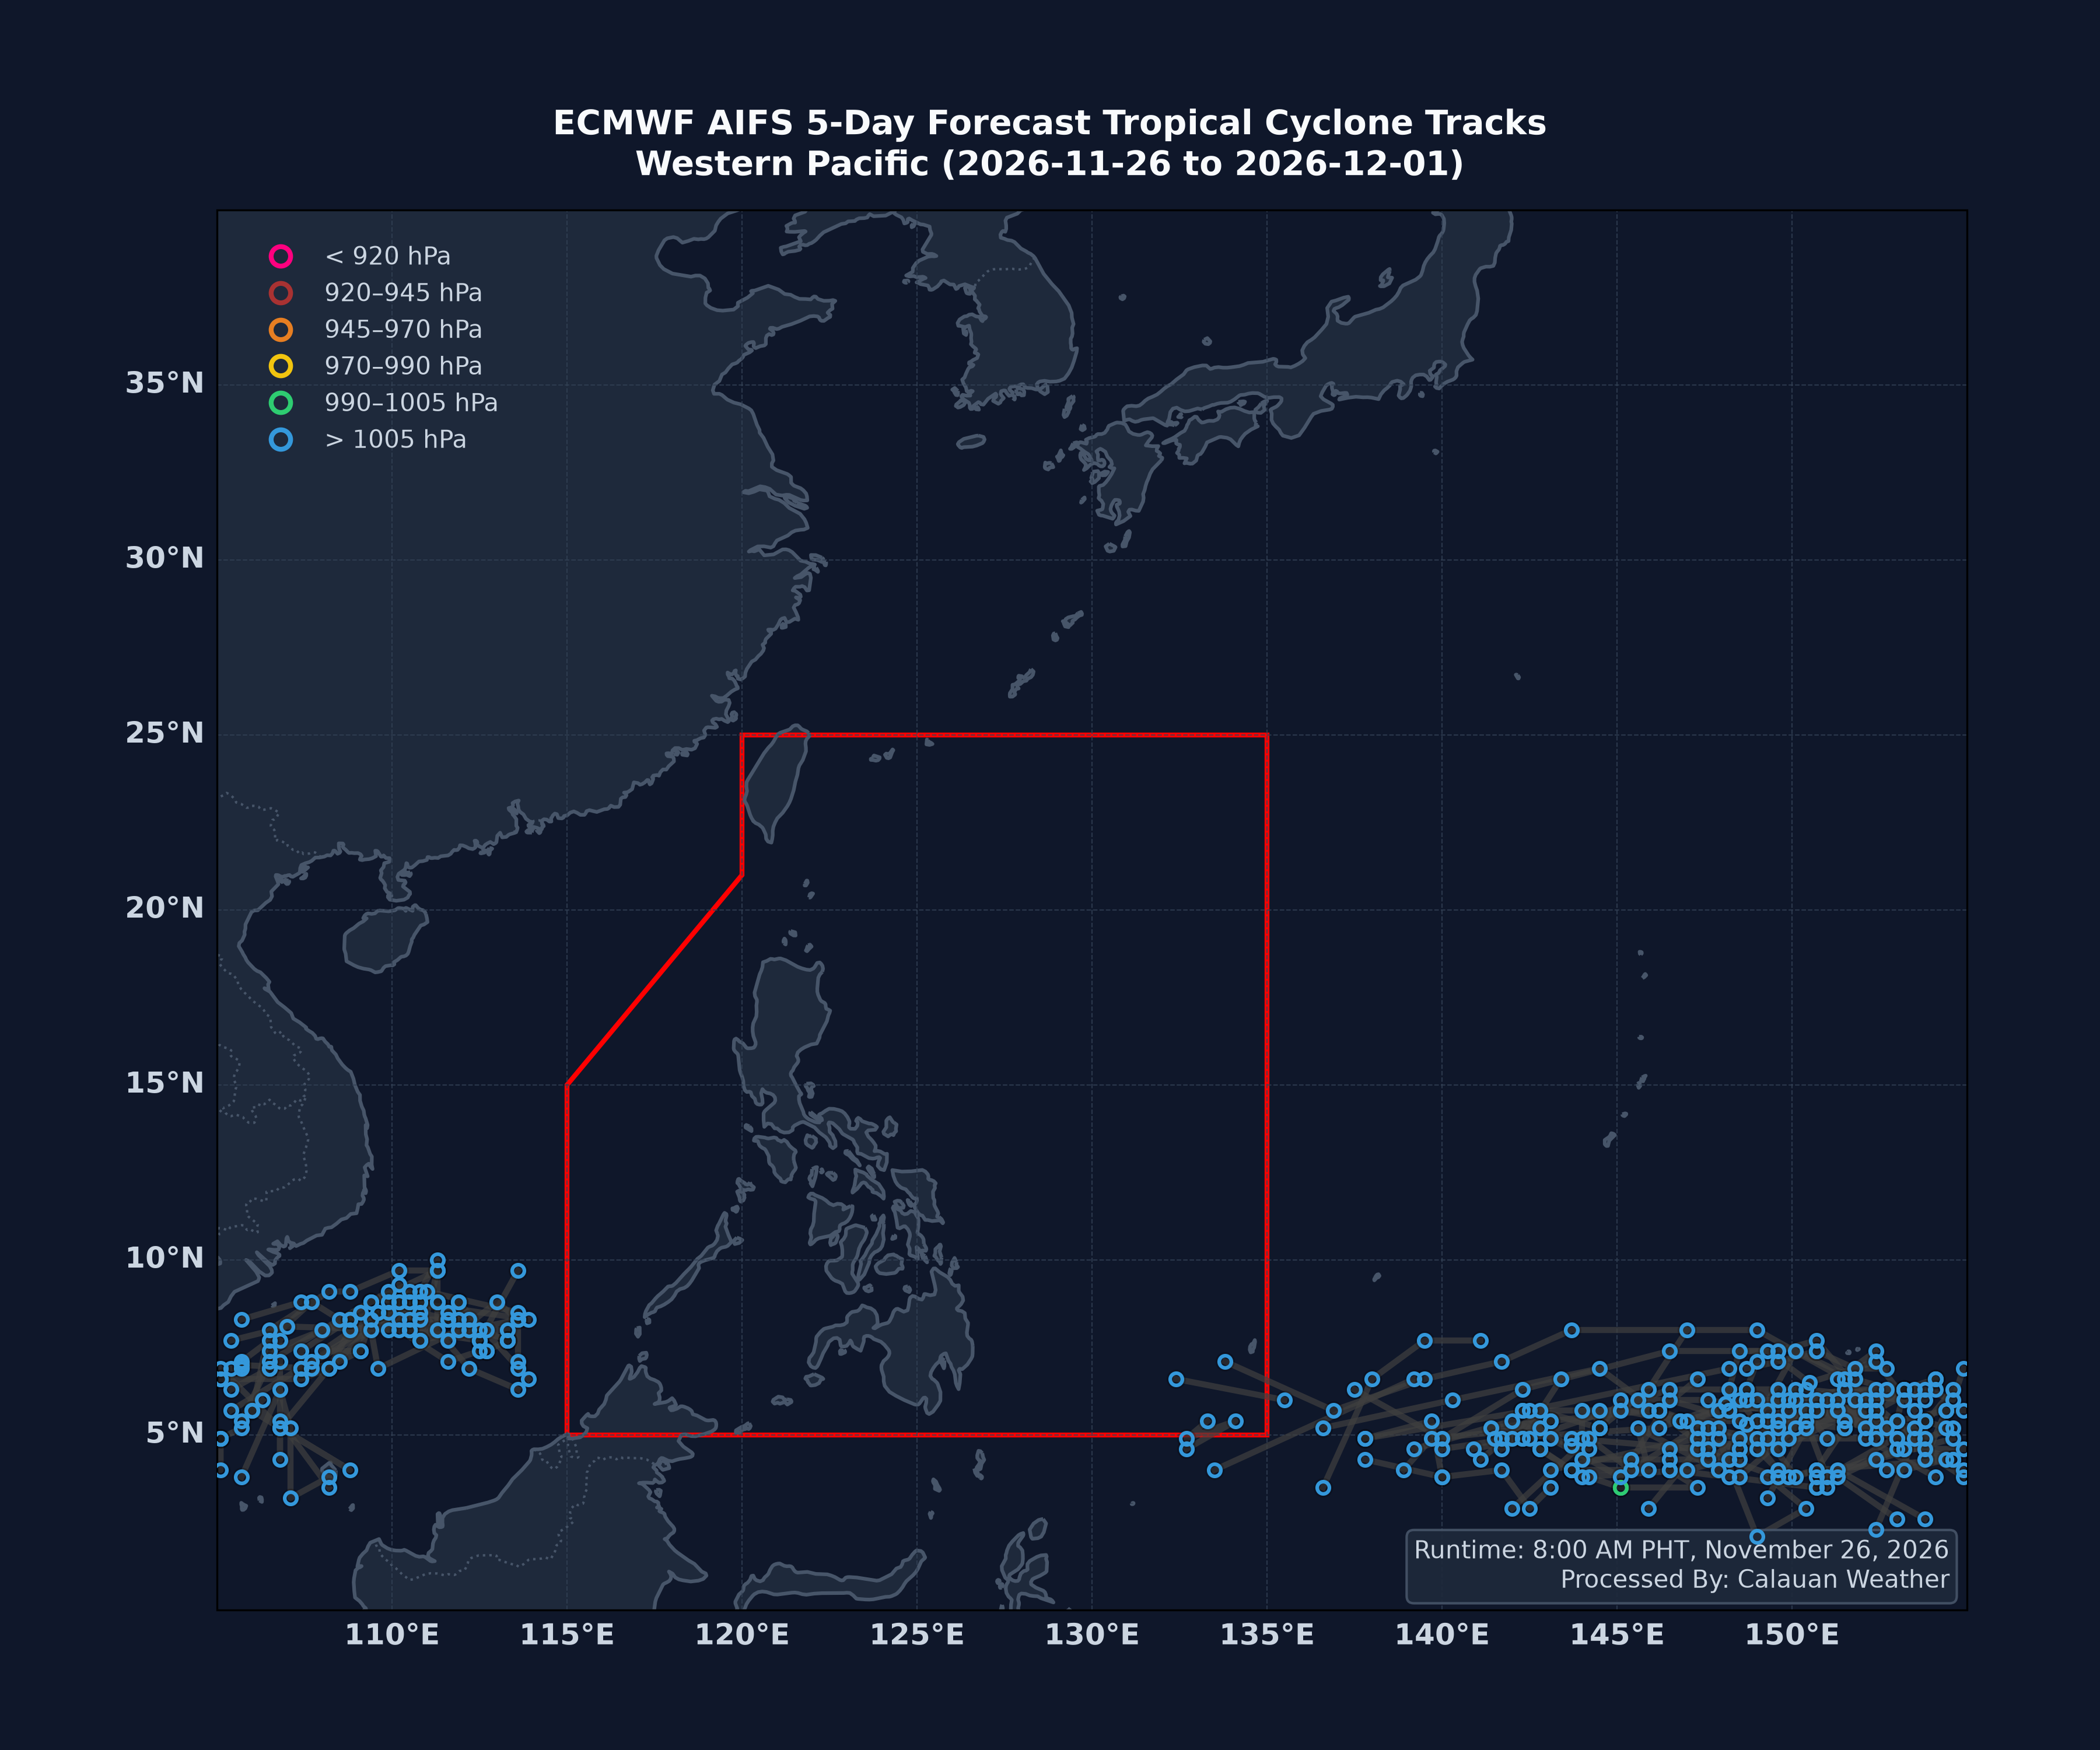 ECMWF AIFS 5-Day Forecast Tropical Cyclone Tracks
Western Pacific (2026-11-26 to 2026-12-01)
< 920 hPa
920–945 hPa
945–970 hPa
970–990 hPa
990–1005 hPa
> 1005 hPa
35°N
30°N
25°N
20°N
15°N
10°N
5°N
Runtime: 8:00 AM PHT, November 26, 2026
Processed By: Calauan Weather
110°E
115°E
120°E
125°E
130°E
135°E
140°E
145°E
150°E